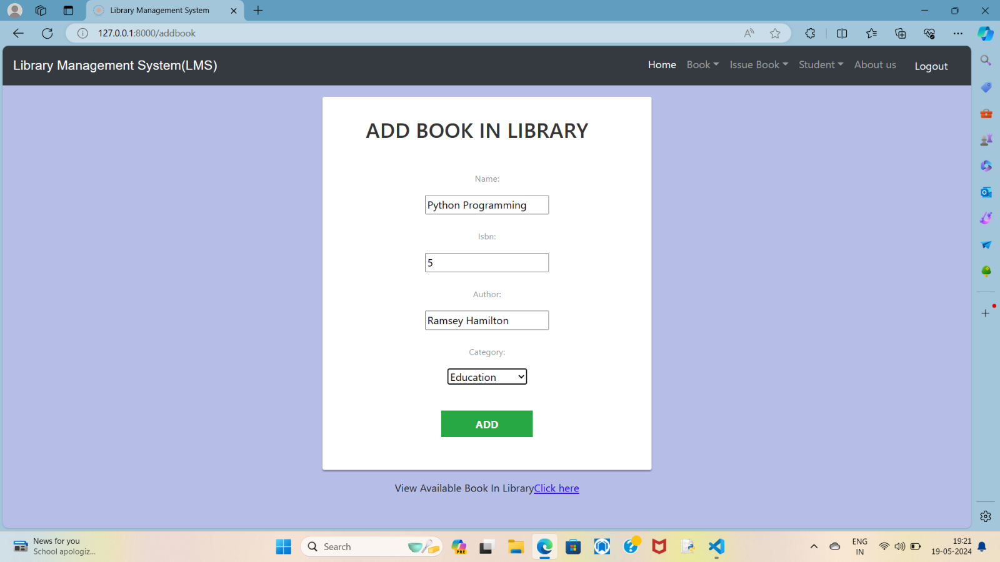 Library Management System
127.0.0.1:8000/addbook
Library Management System(LMS)
Home Book Issue Book Student About us Logout
ADD BOOK IN LIBRARY
Name:
Python Programming
Isbn:
5
Author:
Ramsey Hamilton
Category:
Education
ADD
View Available Book In LibraryClick here
News for you
School apologiz...
Search
PRE
ENG
IN
19:21
19-05-2024